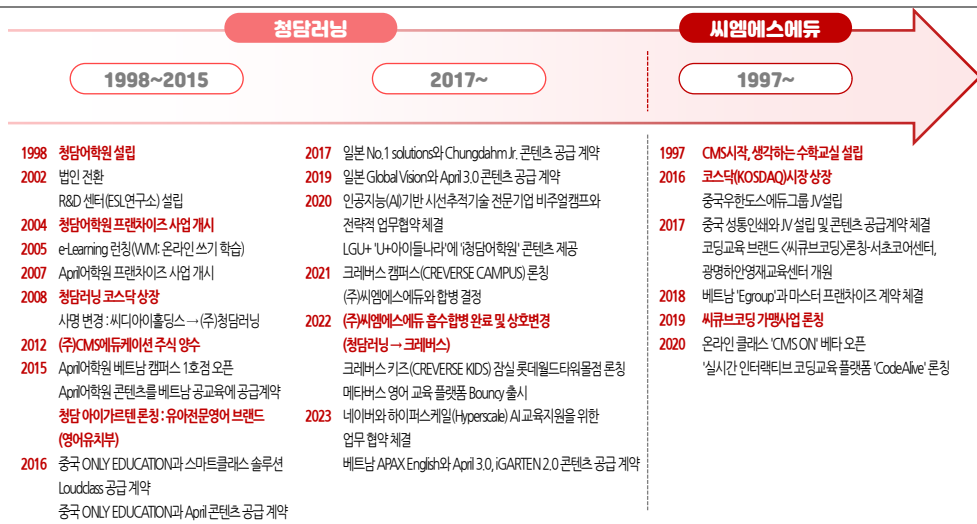 청담러닝
씨엠에스에듀
1998~2015
2017~
1997~
1998 청담어학원 설립
2002 법인 전환
R&D 센터(ESL연구소) 설립
2004 청담어학원 프랜차이즈 사업 개시
2005 e-Learning 런칭(WM: 온라인 쓰기 학습)
2007 April어학원 프랜차이즈 사업 개시
2008 청담러닝 코스닥 상장
사명 변경 : 씨디아이홀딩스 → (주)청담러닝
2012 (주)CMS에듀케이션 주식 양수
2015 April어학원 베트남 캠퍼스 1호점 오픈
April어학원 콘텐츠를 베트남 공교육에 공급계약
청담 아이가르텐 론칭 : 유아전문영어 브랜드
(영어유치부)
2016 중국 ONLY EDUCATION과 스마트클래스 솔루션
Loudclass 공급 계약
중국 ONLY EDUCATION과 April 콘텐츠 공급 계약
2017 일본 No.1 solutions와 Chungdahm Jr. 콘텐츠 공급 계약
2019 일본 Global Vision와 April 3.0 콘텐츠 공급 계약
2020 인공능(AI)기반 시선추적기술 전문기업 비주얼캠프와
전략적 업무협약 체결
LGU+ 'U+아이들나라'에 '청담어학원' 콘텐츠 제공
2021 크레버스 캠퍼스(CREVERSE CAMPUS) 론칭
(주)씨엠에스에듀와 합병 결정
2022 (주)씨엠에스에듀 흡수합병 완료 및 상호변경
(청담러닝 → 크레버스)
크레버스 키즈(CREVERSE KIDS) 잠실 롯데월드타워몰점 론칭
메타버스 영어 교육 플랫폼 Bouncy 출시
2023 네이버와 하이퍼스케일(Hyperscale) AI 교육지원을 위한
업무 협약 체결
베트남 APAX English와 April 3.0, iGARTEN 2.0 콘텐츠 공급 계약
1997 CMS시작, 생각하는 수학교실 설립
2016 코스닥(KOSDAQ)시장 상장
중국우한도스에듀그룹 JV설립
2017 중국 성통인쇄와 JV 설립 및 콘텐츠 공급계약 체결
코딩교육 브랜드 <씨큐브코딩>론칭-서초코어센터,
광명하안영재교육센터 개원
2018 베트남 'Egroup'과 마스터 프랜차이즈 계약 체결
2019 씨큐브코딩 가맹사업 론칭
2020 온라인 클래스 'CMS ON' 베타 오픈
'실시간 인터랙티브 코딩교육 플랫폼 'CodeAlive' 론칭